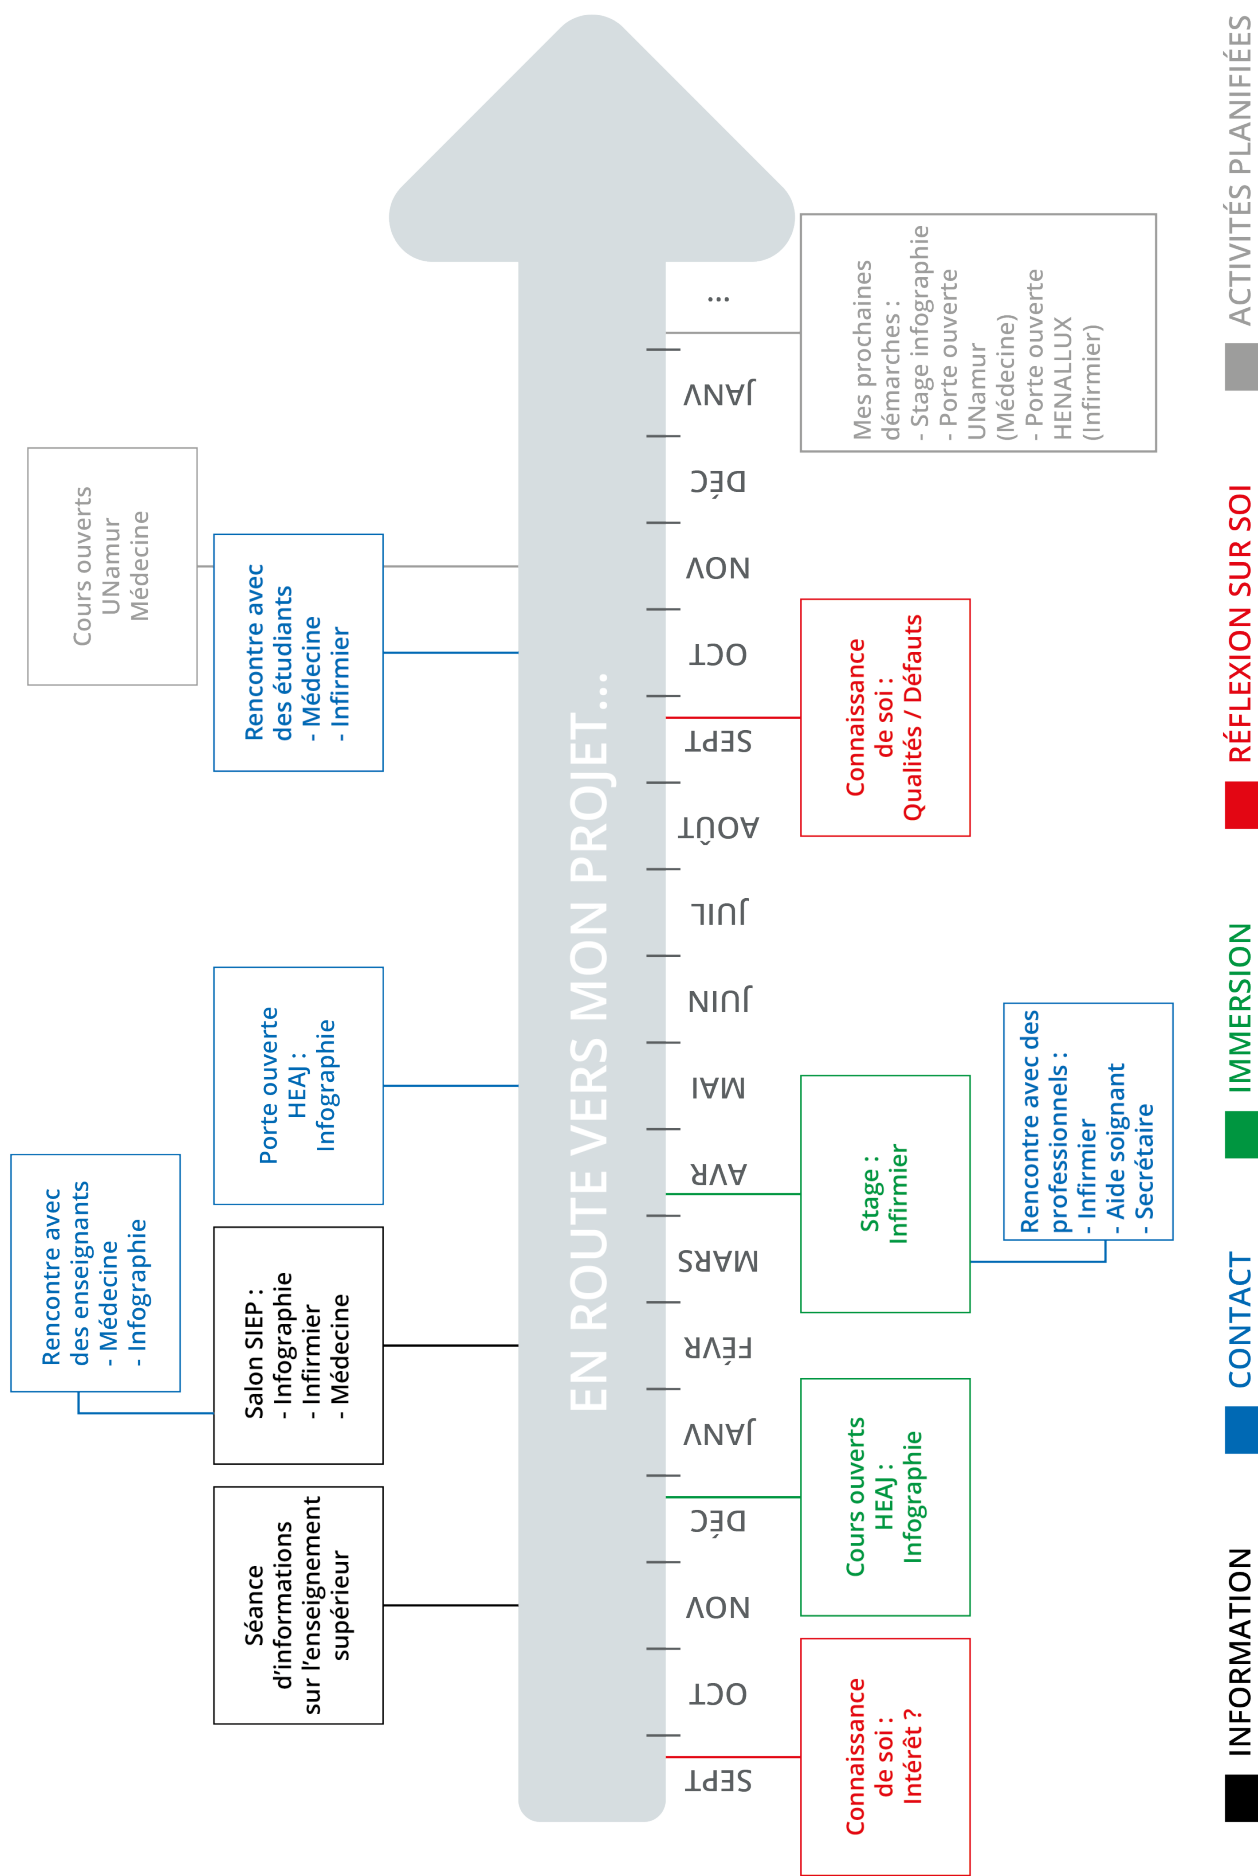 Cours ouverts
UNamur
Médecine
Rencontre avec
des enseignants
- Médecine
- Infographie
Séance
d'informations
sur l'enseignement
supérieur
Salon SIEP :
- Infographie
- Infirmier
- Médecine
Porte ouverte
HEAJ :
Infographie
Rencontre avec
des étudiants
- Médecine
- Infirmier
EN ROUTE VERS MON PROJET...
SEPT
OCT
NOV
DÉC
JANV
FÉVR
MARS
AVR
MAI
JUIN
JUIL
AOÛT
SEPT
OCT
NOV
DÉC
JANV
...
Connaissance
de soi :
Intérêt ?
Cours ouverts
HEAJ :
Infographie
Stage :
Infirmier
Rencontre avec des
professionnels :
- Infirmier
- Aide soignant
- Secrétaire
Connaissance
de soi :
Qualités / Défauts
Mes prochaines
démarches :
- Stage infographie
- Porte ouverte
UNamur
(Médecine)
- Porte ouverte
HENALLUX
(Infirmier)
INFORMATION
CONTACT
IMMERSION
RÉFLEXION SUR SOI
ACTIVITÉS PLANIFIÉES